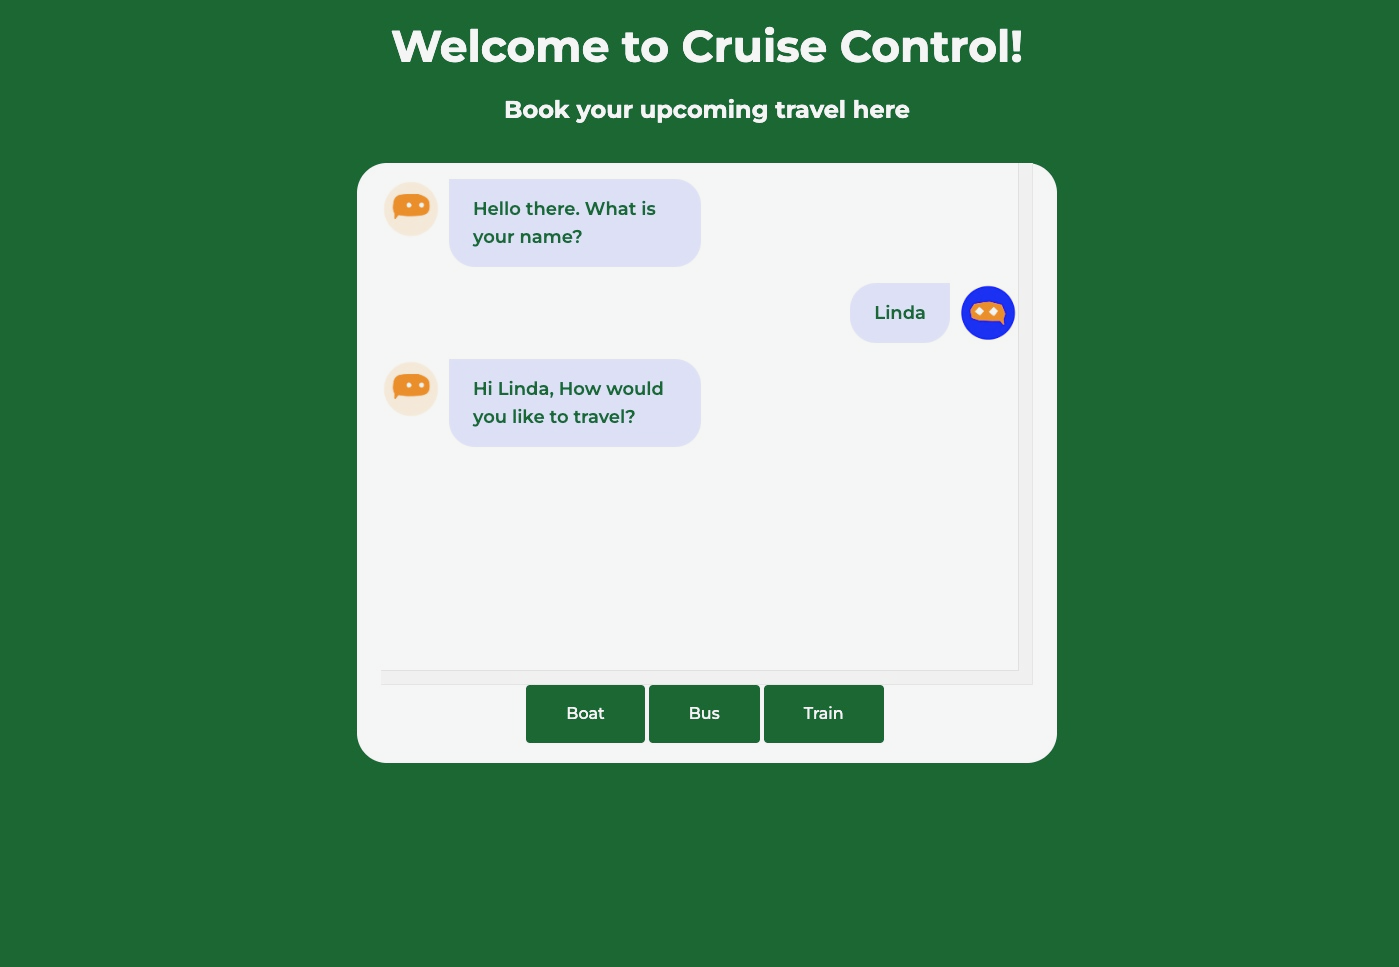 Welcome to Cruise Control!
Book your upcoming travel here
Hello there. What is
your name?
Linda
Hi Linda, How would
you like to travel?
Boat
Bus
Train